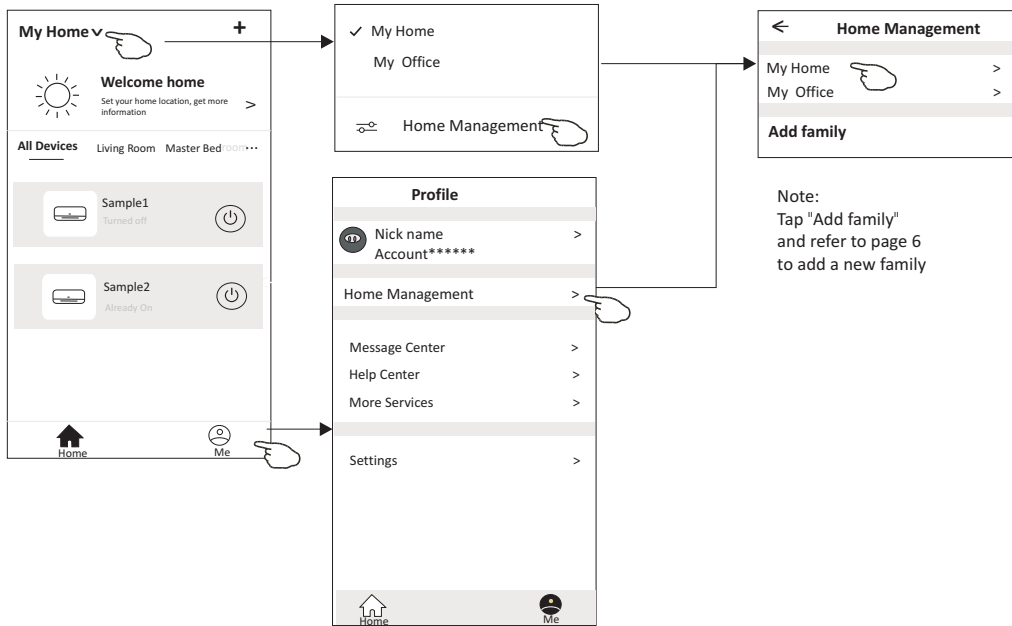 My Home
+
Welcome home
Set your home location, get more
information
>
All Devices
Living Room
Master Bedroom
...
Sample1
Turned off
Sample2
Already On
Home
Me
My Home
My Office
Home Management
Profile
Nick name
>
Account******
Home Management
>
Message Center
>
Help Center
>
More Services
>
Settings
>
Home
Me
Home Management
My Home
>
My Office
>
Add family
Note:
Tap "Add family"
and refer to page 6
to add a new family